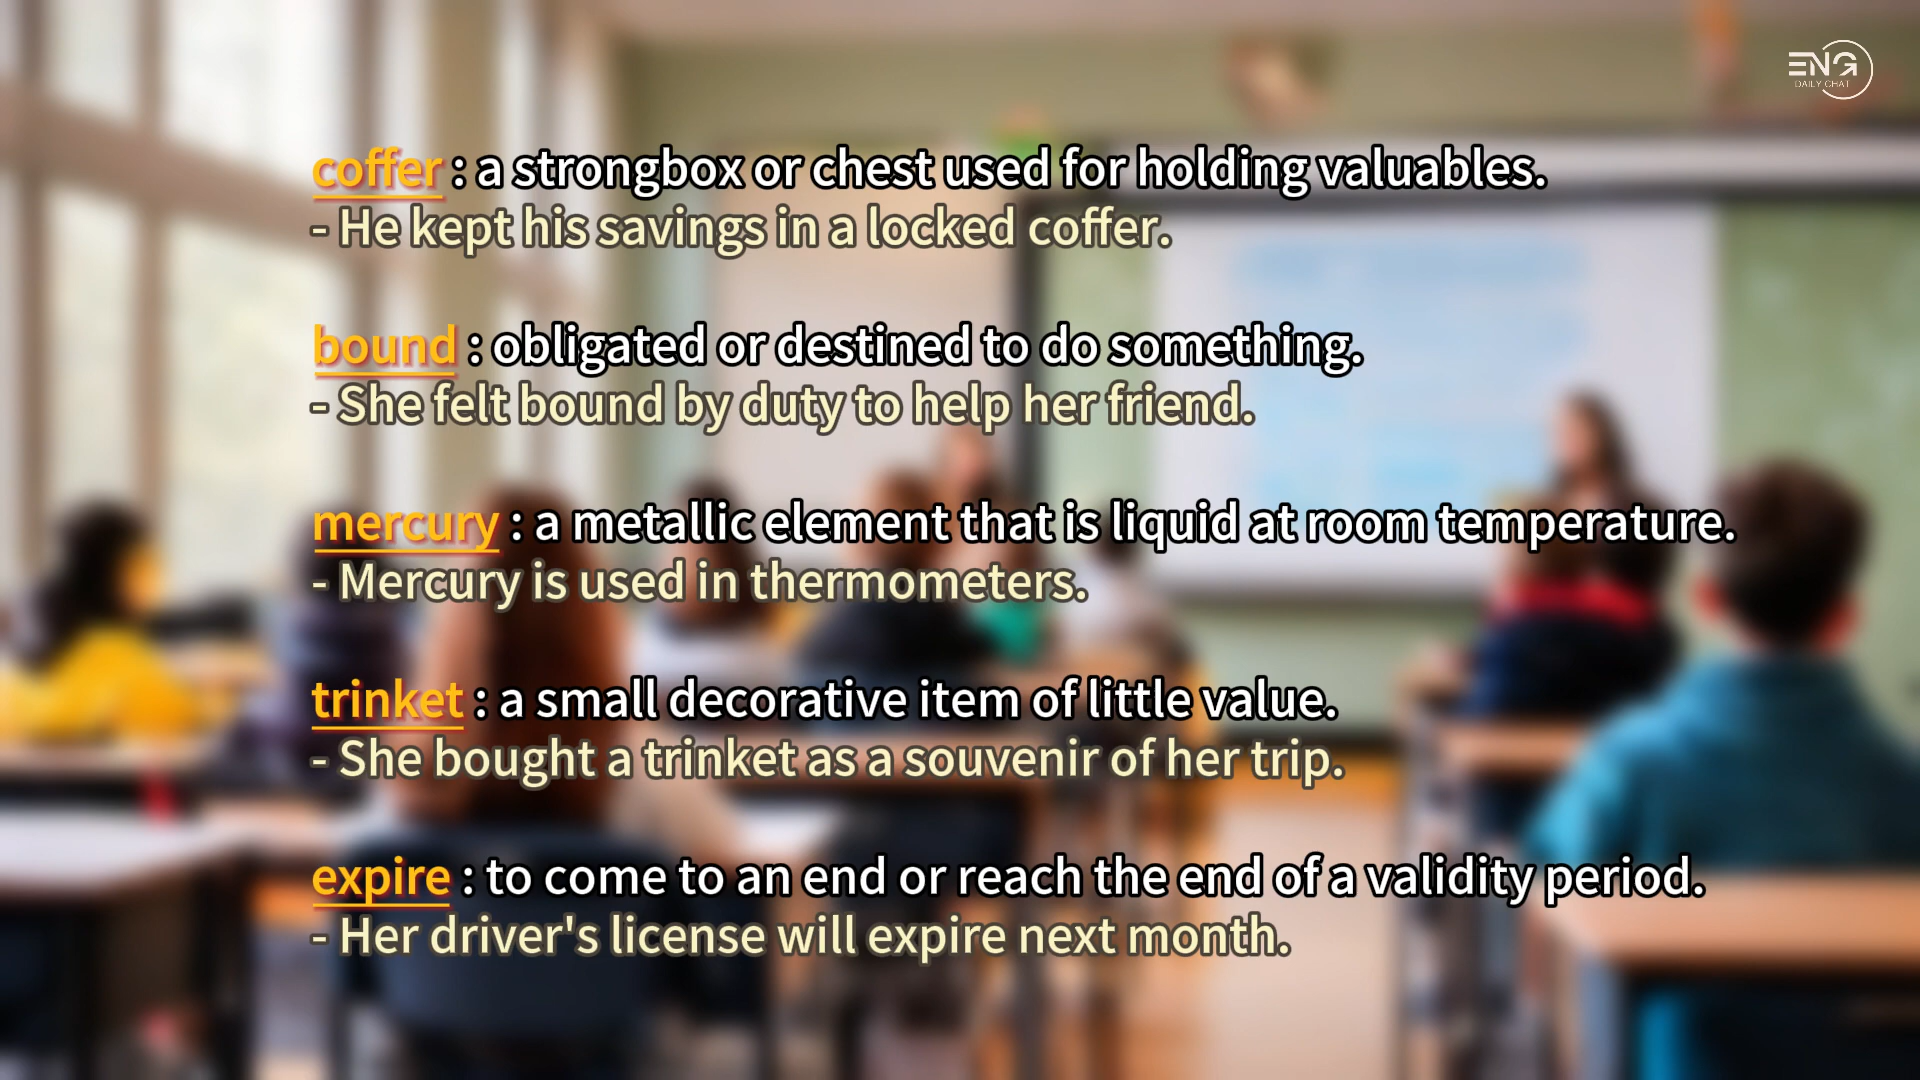 ENG
DAILY CHAT
coffer : a strongbox or chest used for holding valuables.
- He kept his savings in a locked coffer.
bound : obligated or destined to do something.
- She felt bound by duty to help her friend.
mercury : a metallic element that is liquid at room temperature.
- Mercury is used in thermometers.
trinket : a small decorative item of little value.
- She bought a trinket as a souvenir of her trip.
expire : to come to an end or reach the end of a validity period.
- Her driver's license will expire next month.